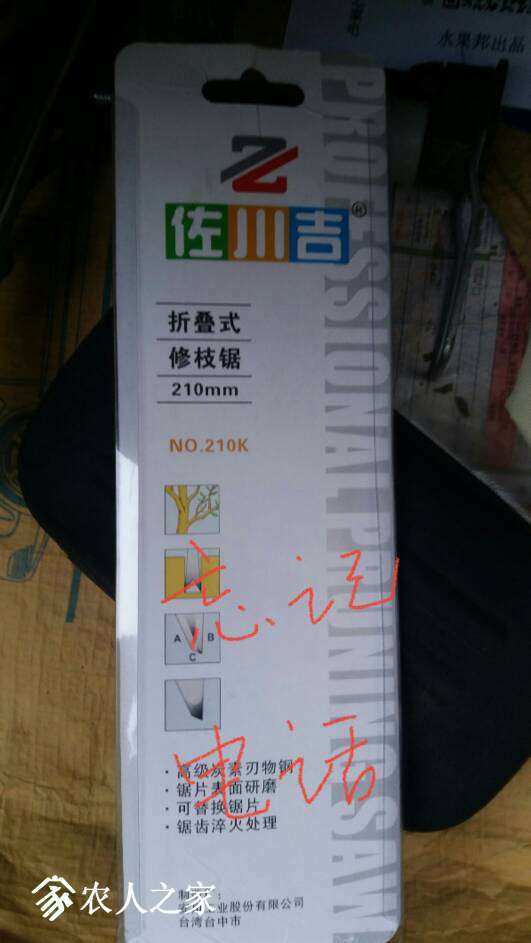 水果邦出品
PROFESSIONAL PRUNING SAW
佐川吉®
折叠式
修枝锯
210mm
NO.210K
A B
C
忘记
电话
·高级炭素刃物钢
·锯片表面研磨
·可替换锯片
·锯齿淬火处理
业股份有限公司
台湾台中市
农人之家